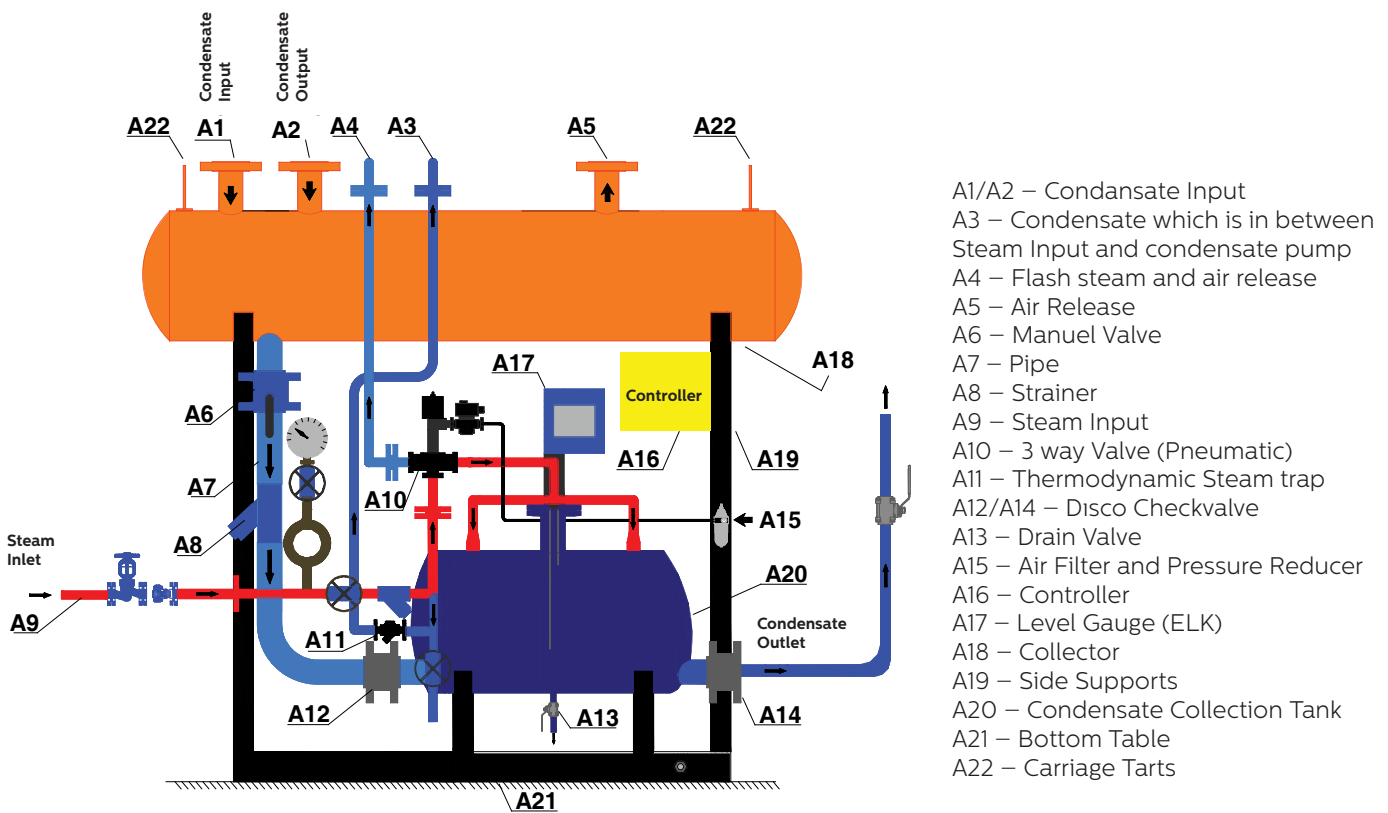 Condensate
Input
Condensate
Output
A22
A1
A2
A4
A3
A5
A22
A17
A18
Controller
A6
A16
A19
A7
A10
A15
A8
Steam
Inlet
A20
A9
A11
Condensate
Outlet
A12
A13
A14
A21
A1/A2 – Condansate Input
A3 – Condensate which is in between
Steam Input and condensate pump
A4 – Flash steam and air release
A5 – Air Release
A6 – Manuel Valve
A7 – Pipe
A8 – Strainer
A9 – Steam Input
A10 – 3 way Valve (Pneumatic)
A11 – Thermodynamic Steam trap
A12/A14 – Disco Checkvalve
A13 – Drain Valve
A15 – Air Filter and Pressure Reducer
A16 – Controller
A17 – Level Gauge (ELK)
A18 – Collector
A19 – Side Supports
A20 – Condensate Collection Tank
A21 – Bottom Table
A22 – Carriage Tarts